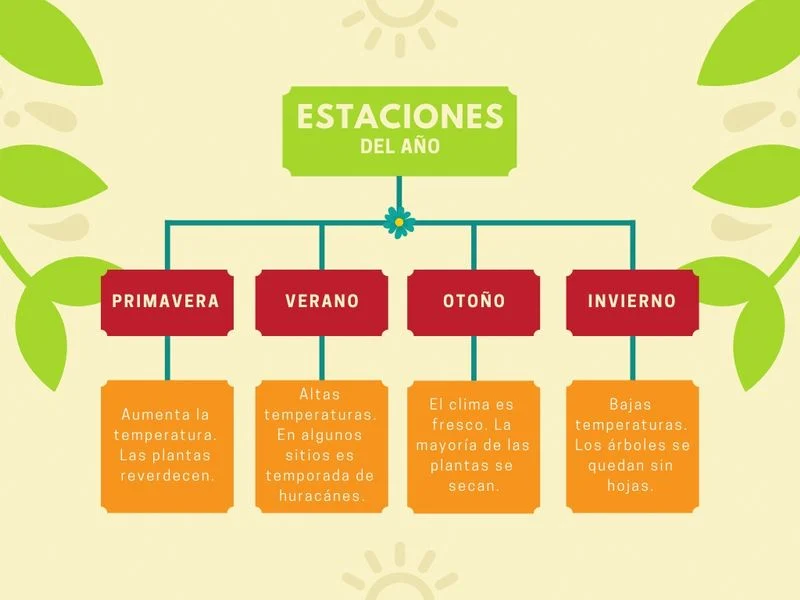 ESTACIONES
DEL AÑO
PRIMAVERA
VERANO
OTOÑO
INVIERNO
Aumenta la
temperatura.
Las plantas
reverdecen.
Altas
temperaturas.
En algunos
sitios es
temporada de
huracánes.
El clima es
fresco. La
mayoría de las
plantas se
secan.
Bajas
temperaturas.
Los árboles se
quedan sin
hojas.